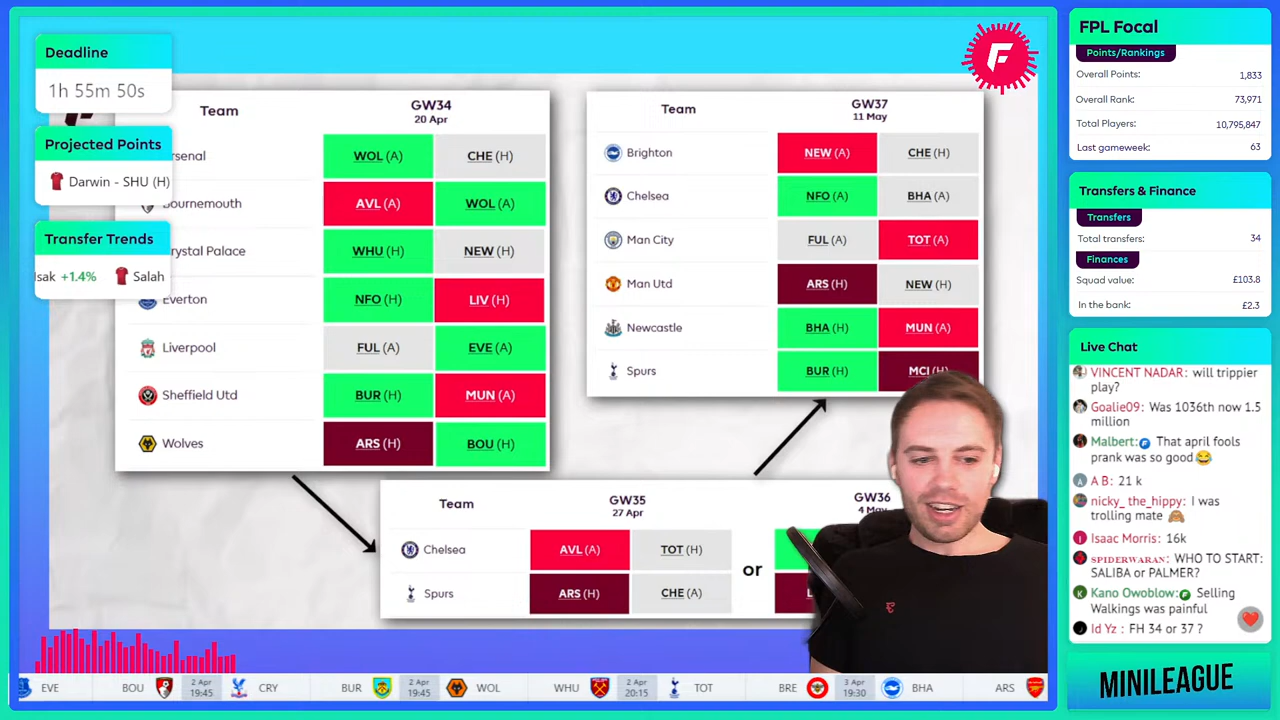 Deadline
1h 55m 50s
Projected Points
Darwin - SHU (H)
Transfer Trends
Isak +1.4% Salah
Team GW34
20 Apr
WOL (A) CHE (H)
AVL (A) WOL (A)
WHU (H) NEW (H)
Everton NFO (H) LIV (H)
Liverpool FUL (A) EVE (A)
Sheffield Utd BUR (H) MUN (A)
Wolves ARS (H) BOU (H)
Team GW37
11 May
Brighton NEW (A) CHE (H)
Chelsea NFO (A) BHA (A)
Man City FUL (A) TOT (A)
Man Utd ARS (H) NEW (H)
Newcastle BHA (H) MUN (A)
Spurs BUR (H) MCI (H)
Team GW35 GW36
27 Apr 4 May
Chelsea AVL (A) TOT (H)
or
Spurs ARS (H) CHE (A)
F
FPL Focal
Points/Rankings
Overall Points: 1,833
Overall Rank: 73,971
Total Players: 10,795,847
Last gameweek: 63
Transfers & Finance
Transfers
Total transfers: 34
Finances
Squad value: £103.8
In the bank: £2.3
Live Chat
VINCENT NADAR: will trippier
play?
Goalie09: Was 1036th now 1.5
million
Malbert: That april fools
prank was so good 😂
A B: 21 k
nicky_the_hippy: I was
trolling mate 🙈
Isaac Morris: 16k
SPIDERWARAN: WHO TO START:
SALIBA or PALMER?
Kano Owoblow: Selling
Walkings was painful
Id Yz : FH 34 or 37 ?
MINILEAGUE
EVE BOU 2 Apr 19:45 CRY BUR 2 Apr 19:45 WOL WHU 2 Apr 20:15 TOT BRE 3 Apr 19:30 BHA ARS